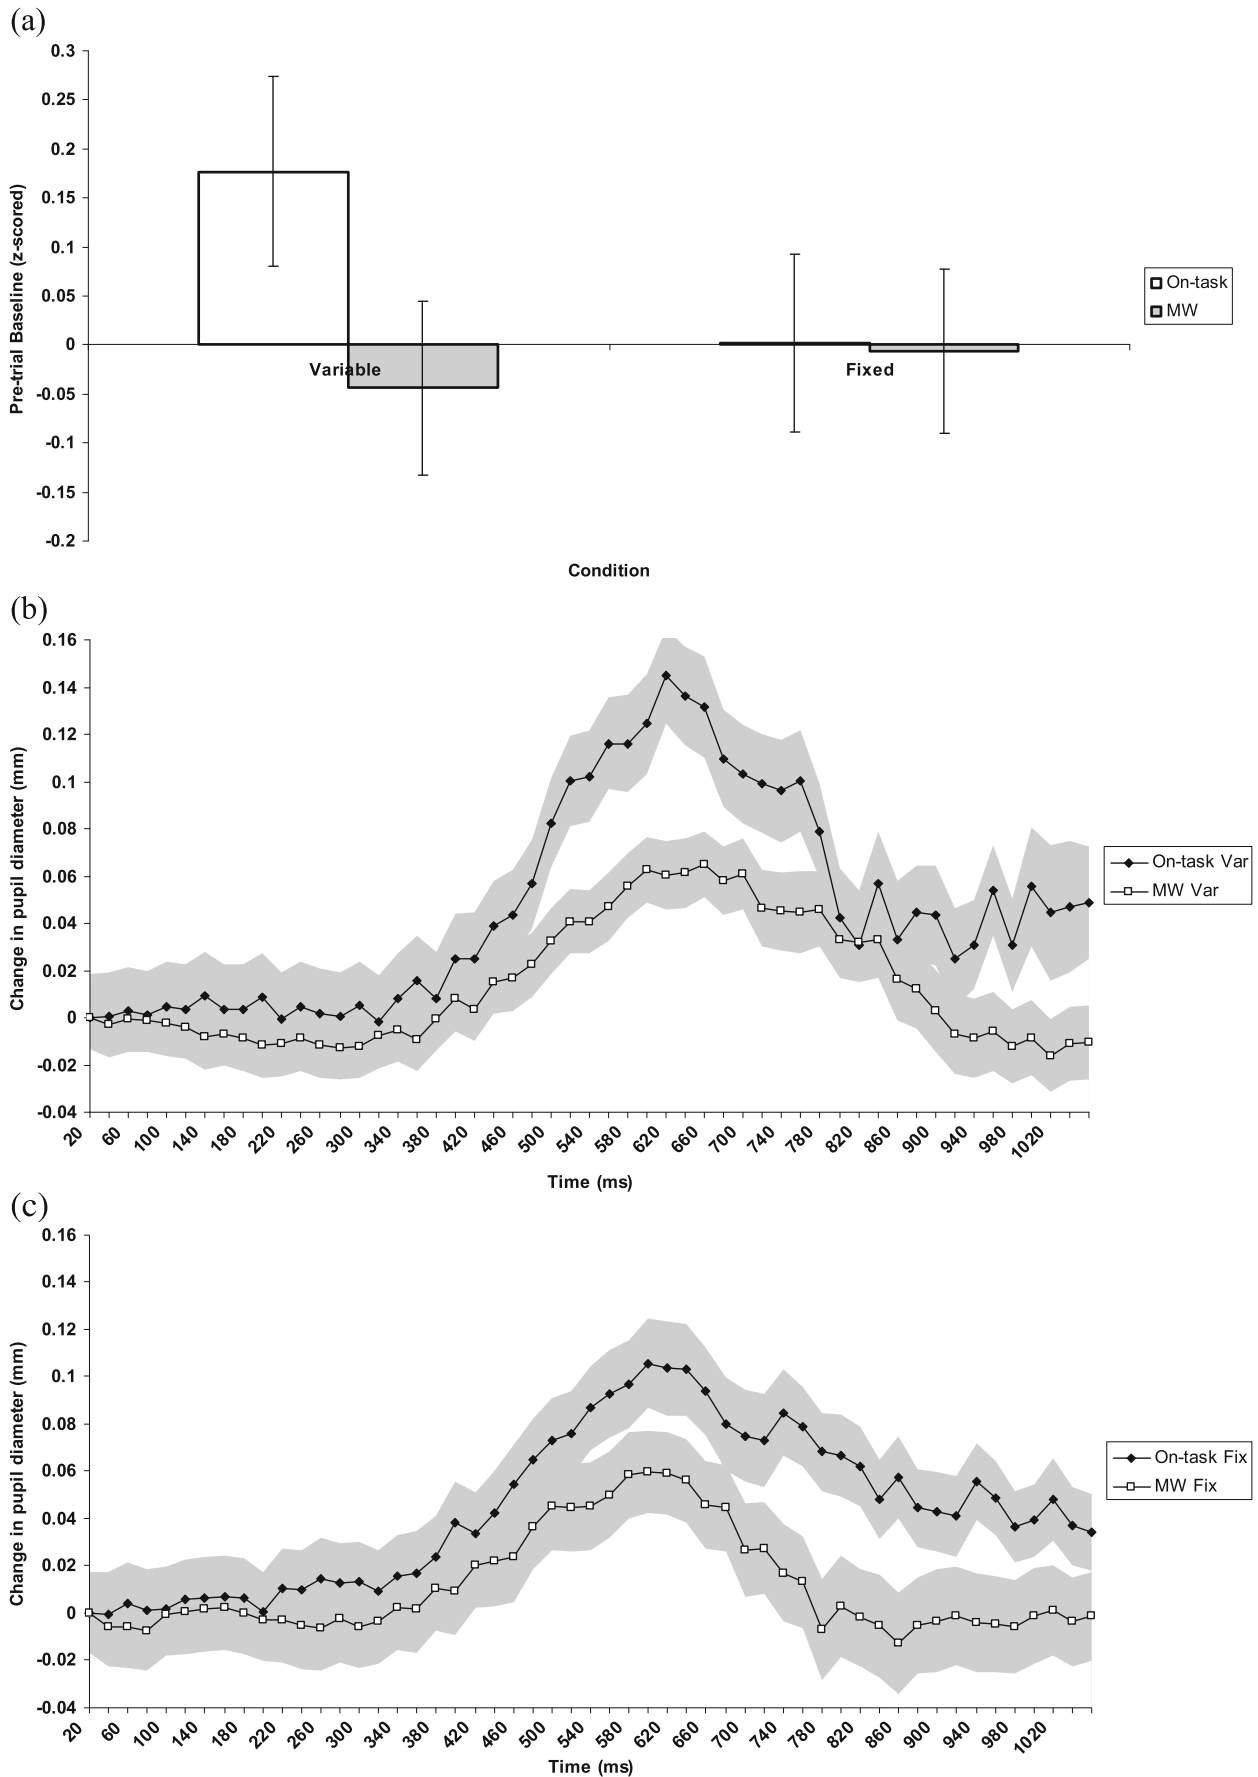 (a)
0.3
0.25
0.2
0.15
0.1
0.05
0
-0.05
-0.1
-0.15
-0.2
Pre-trial Baseline (z-scored)
Variable
Fixed
Condition
On-task
MW
(b)
0.16
0.14
0.12
0.1
0.08
0.06
0.04
0.02
0
-0.02
-0.04
Change in pupil diameter (mm)
20 60 100 140 180 220 260 300 340 380 420 460 500 540 580 620 660 700 740 780 820 860 900 940 980 1020
Time (ms)
On-task Var
MW Var
(c)
0.16
0.14
0.12
0.1
0.08
0.06
0.04
0.02
0
-0.02
-0.04
Change in pupil diameter (mm)
20 60 100 140 180 220 260 300 340 380 420 460 500 540 580 620 660 700 740 780 820 860 900 940 980 1020
Time (ms)
On-task Fix
MW Fix